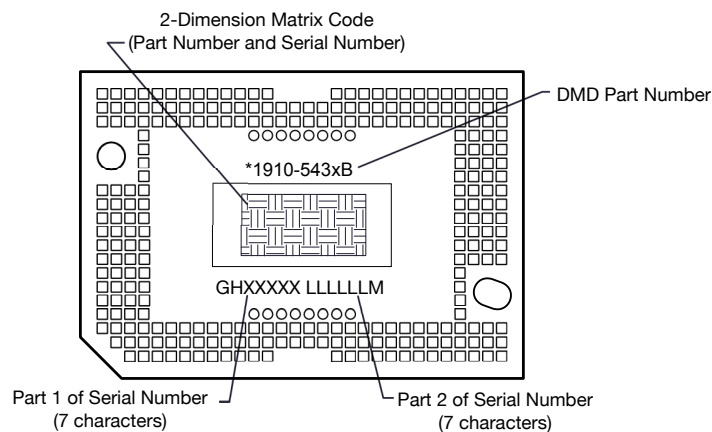 2-Dimension Matrix Code
(Part Number and Serial Number)
DMD Part Number
*1910-543xB
GHXXXXX LLLLLLM
Part 1 of Serial Number
(7 characters)
Part 2 of Serial Number
(7 characters)